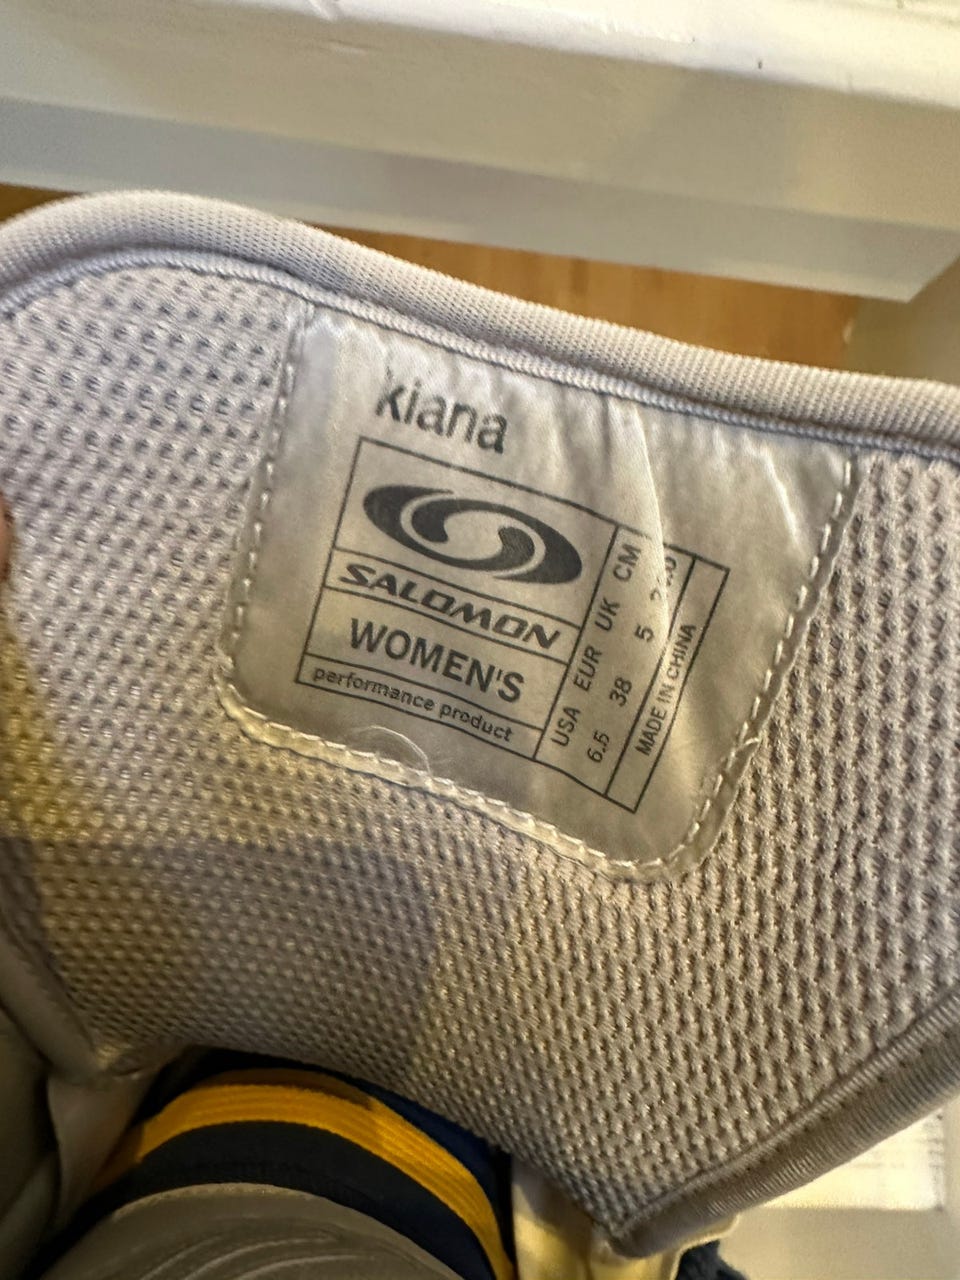 kiana
SALOMON
WOMEN'S
performance product
USA EUR UK CM
6.5 38 5
MADE IN CHINA